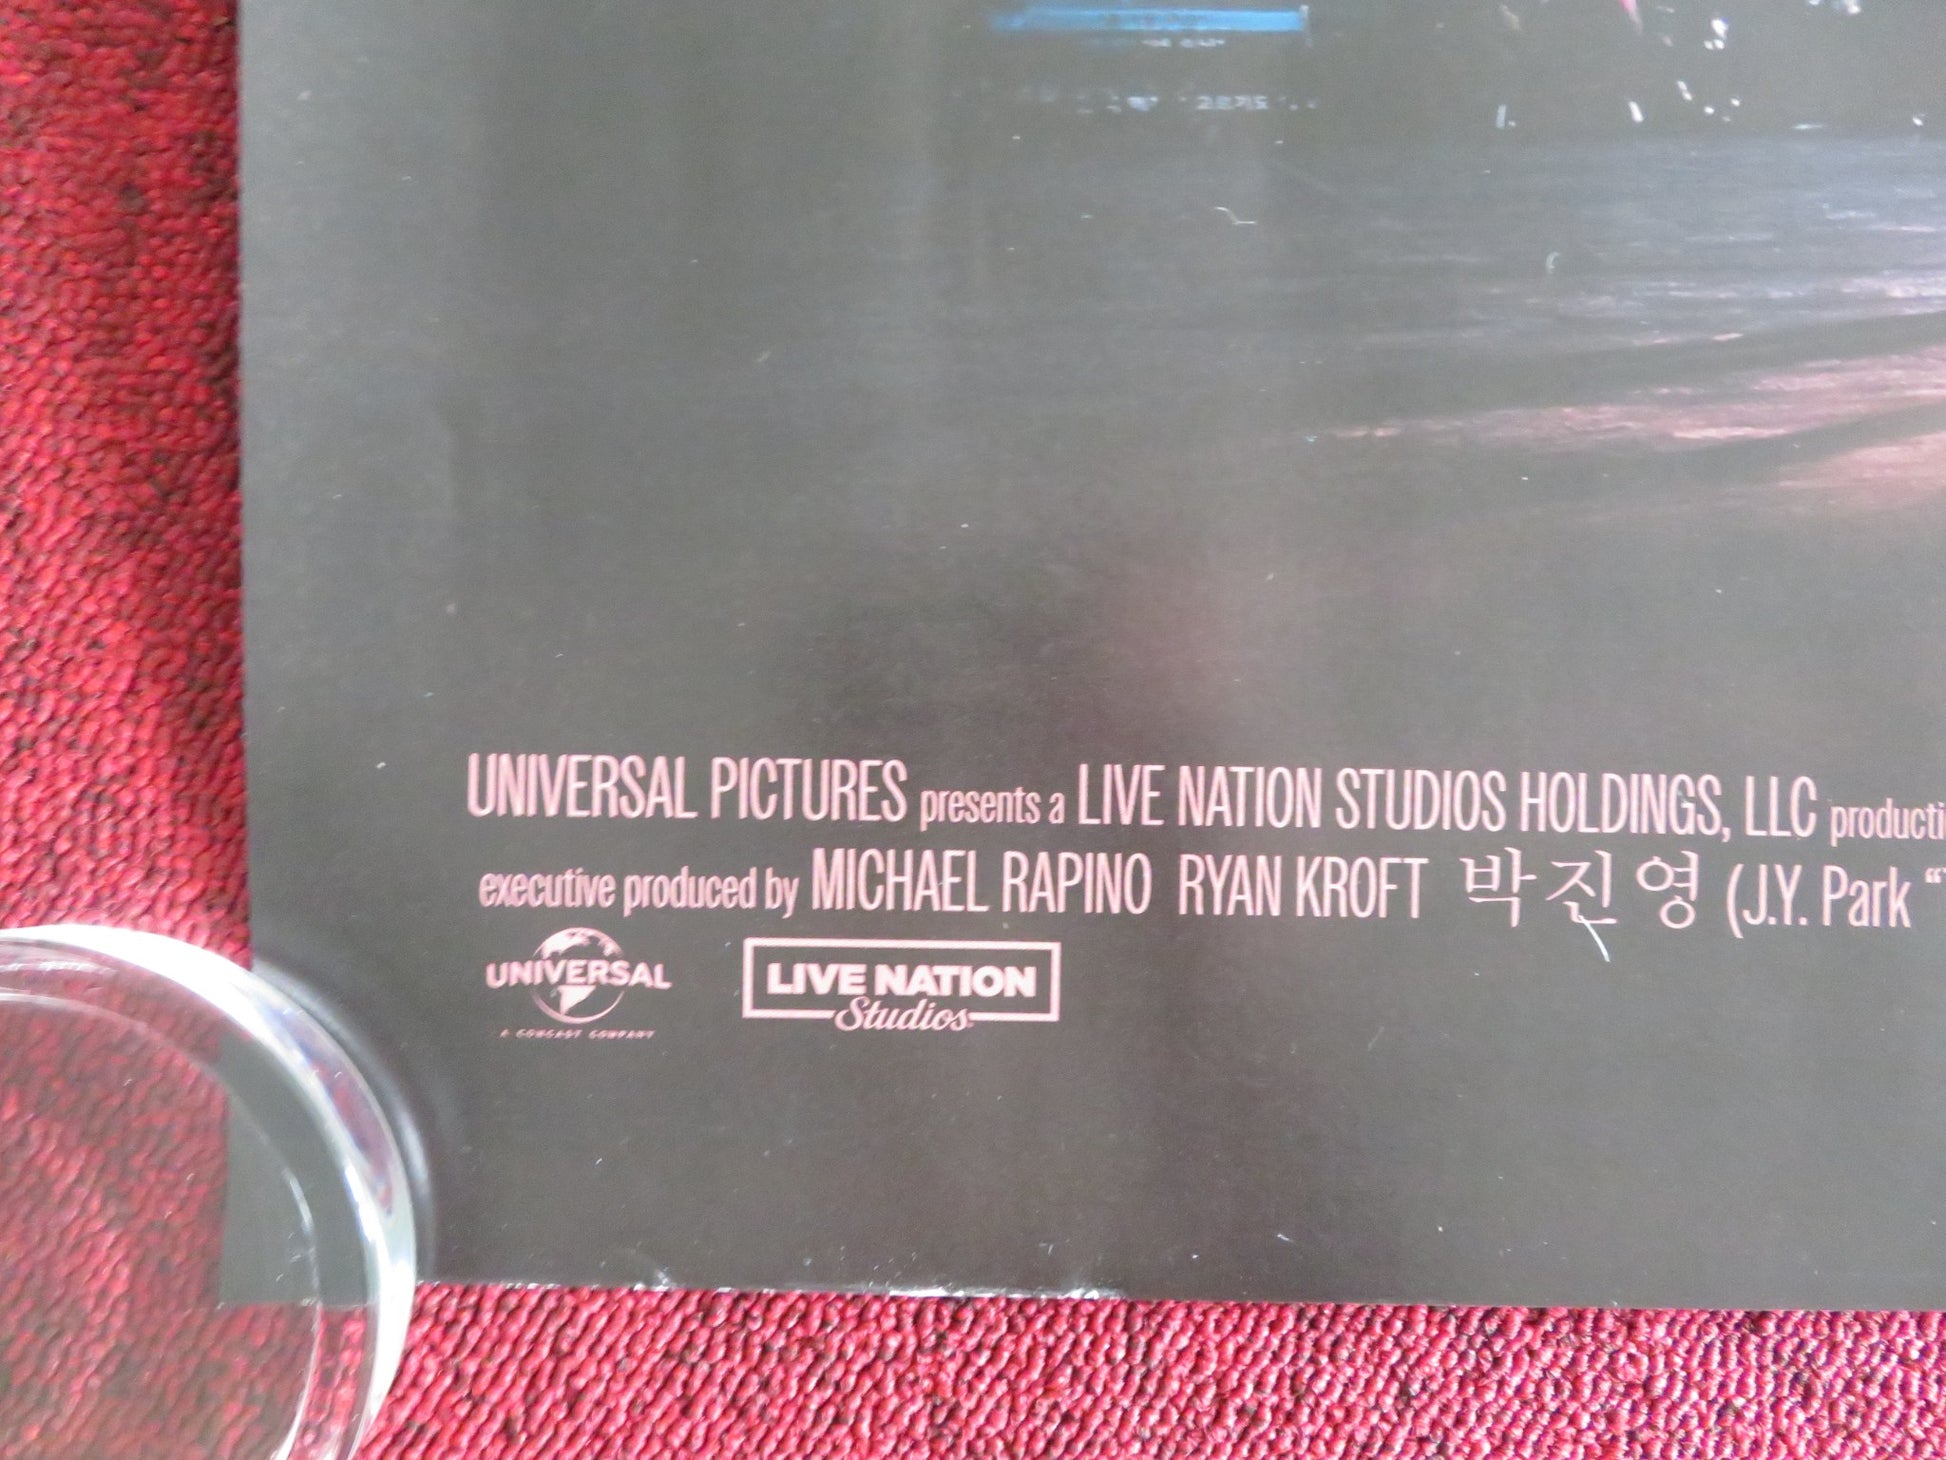 UNIVERSAL PICTURES presents a LIVE NATION STUDIOS HOLDINGS, LLC
executive produced by MICHAEL RAPINO RYAN KROFT 박진영 (J.Y. Park
UNIVERSAL
A COMCAST COMPANY
LIVE NATION
Studios